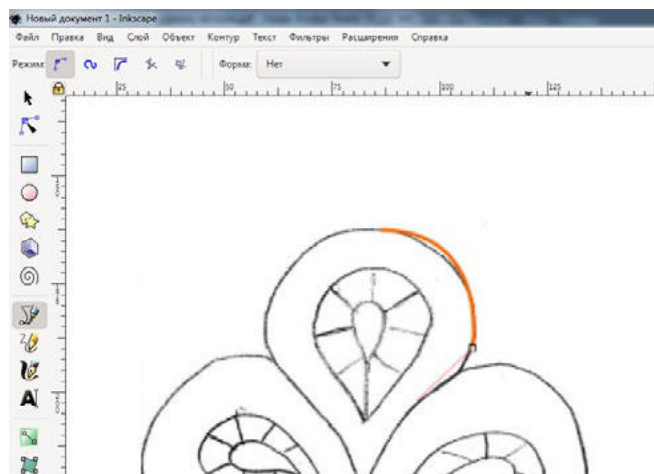 Новый документ 1 - Inkscape
Файл Правка Вид Слой Объект Контур Текст Фильтры Расширения Справка
Режим: Форма: Нет
25 50 75 100 125